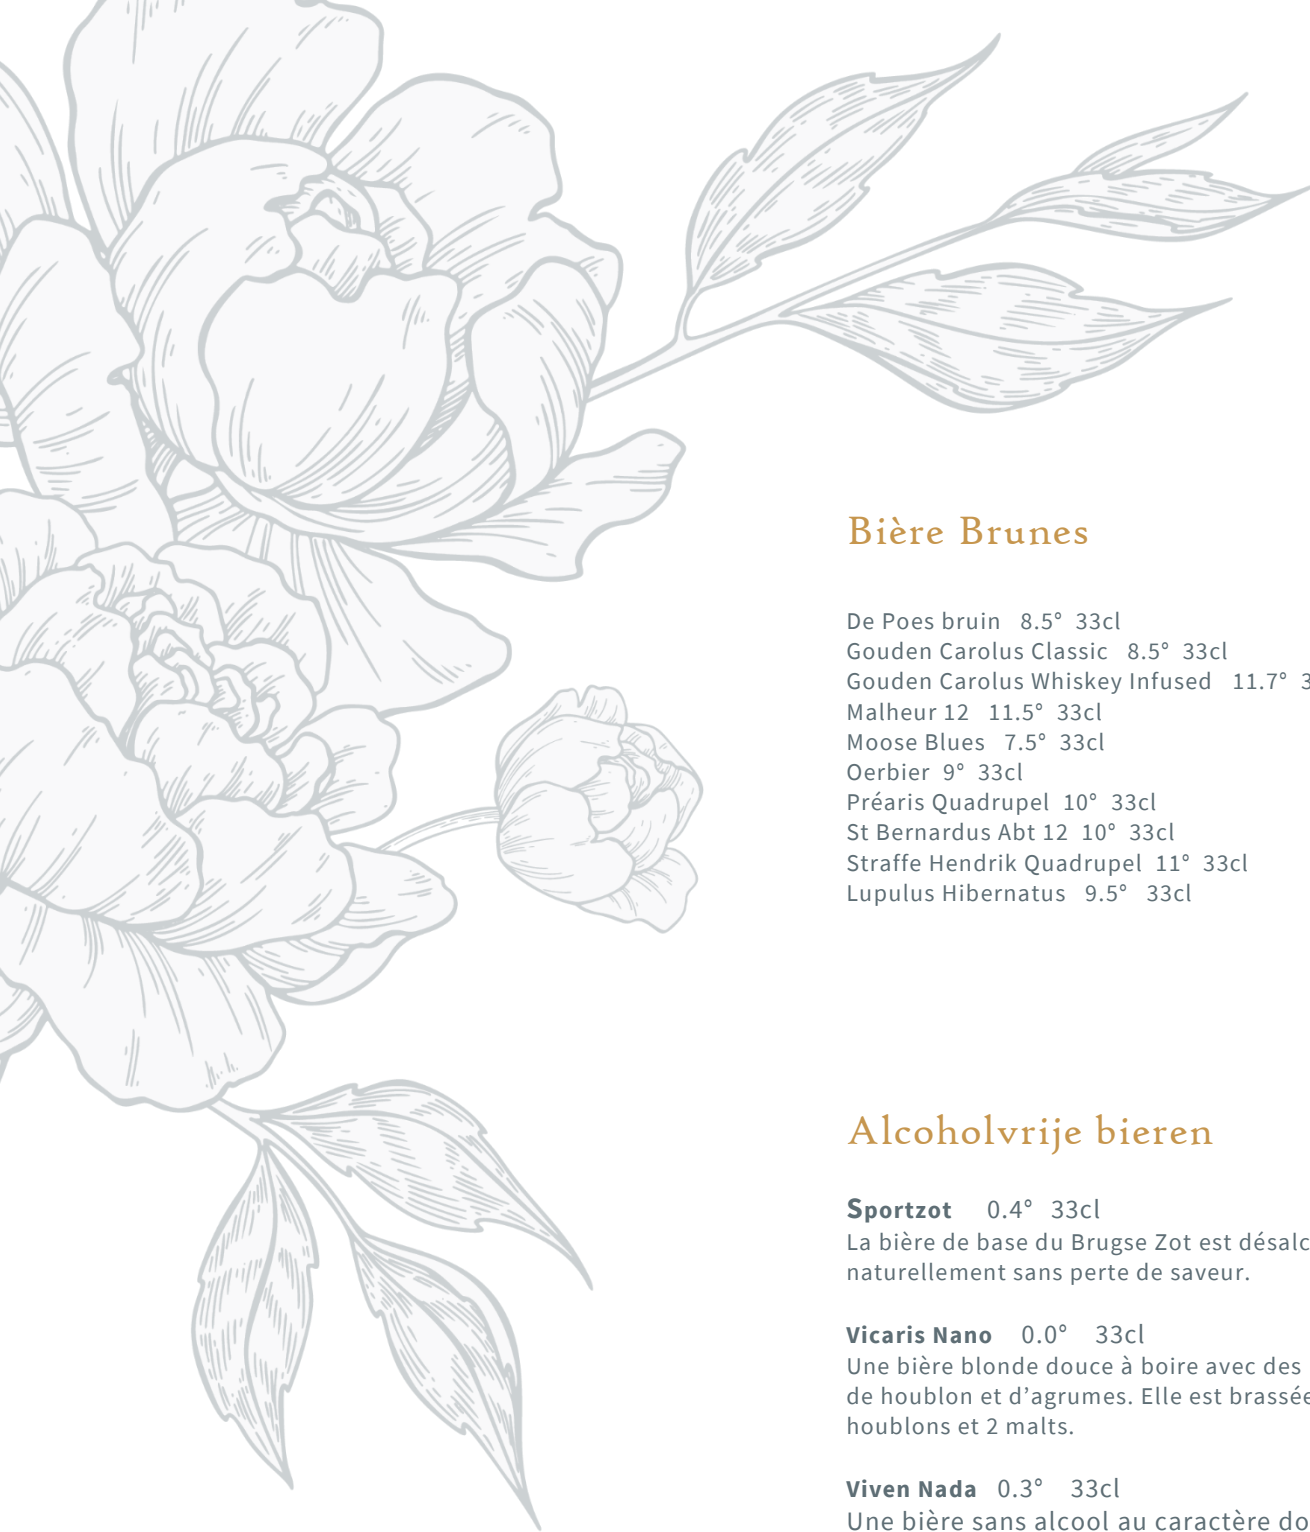 Bière Brunes
De Poes bruin 8.5° 33cl
Gouden Carolus Classic 8.5° 33cl
Gouden Carolus Whiskey Infused 11.7° 3
Malheur 12 11.5° 33cl
Moose Blues 7.5° 33cl
Oerbier 9° 33cl
Préaris Quadrupel 10° 33cl
St Bernardus Abt 12 10° 33cl
Straffe Hendrik Quadrupel 11° 33cl
Lupulus Hibernatus 9.5° 33cl
Alcoholvrije bieren
Sportzot 0.4° 33cl
La bière de base du Brugse Zot est désalc
naturellement sans perte de saveur.
Vicaris Nano 0.0° 33cl
Une bière blonde douce à boire avec des
de houblon et d’agrumes. Elle est brassée
houblons et 2 malts.
Viven Nada 0.3° 33cl
Une bière sans alcool au caractère do